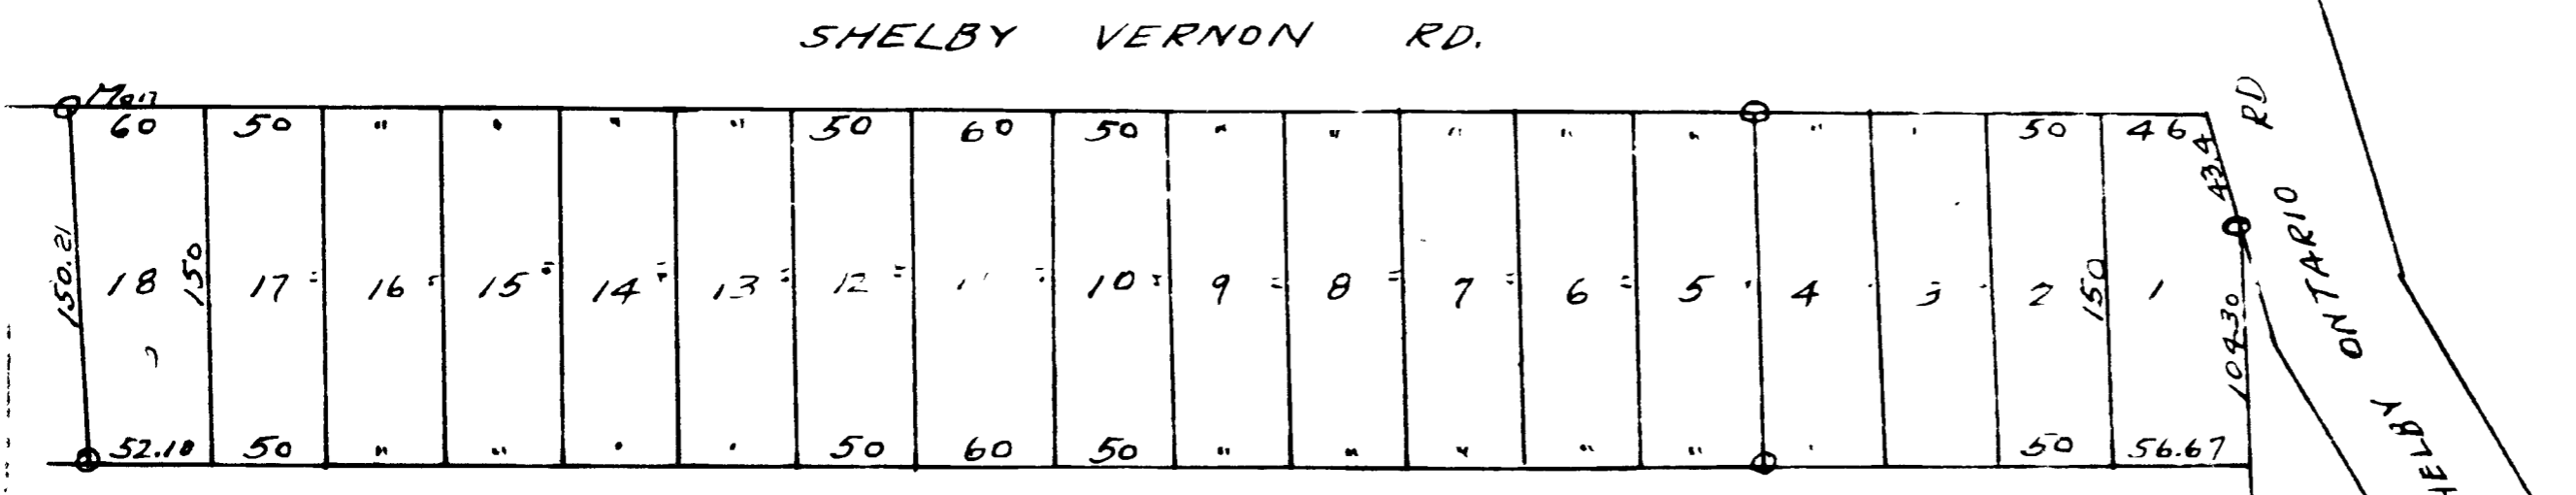 SHELBY VERNON RD.
Mon
60 50 " " " " 50 60 50 " " " " " " " 50 46
43.4
150.21 18 150 17 " 16 " 15 " 14 " 13 " 12 " 11 " 10 " 9 " 8 " 7 " 6 " 5 " 4 " 3 " 2 150 1
104.30
52.10 50 " " " " 50 60 50 " " " " " " 50 56.67
SHELBY ONTARIO RD